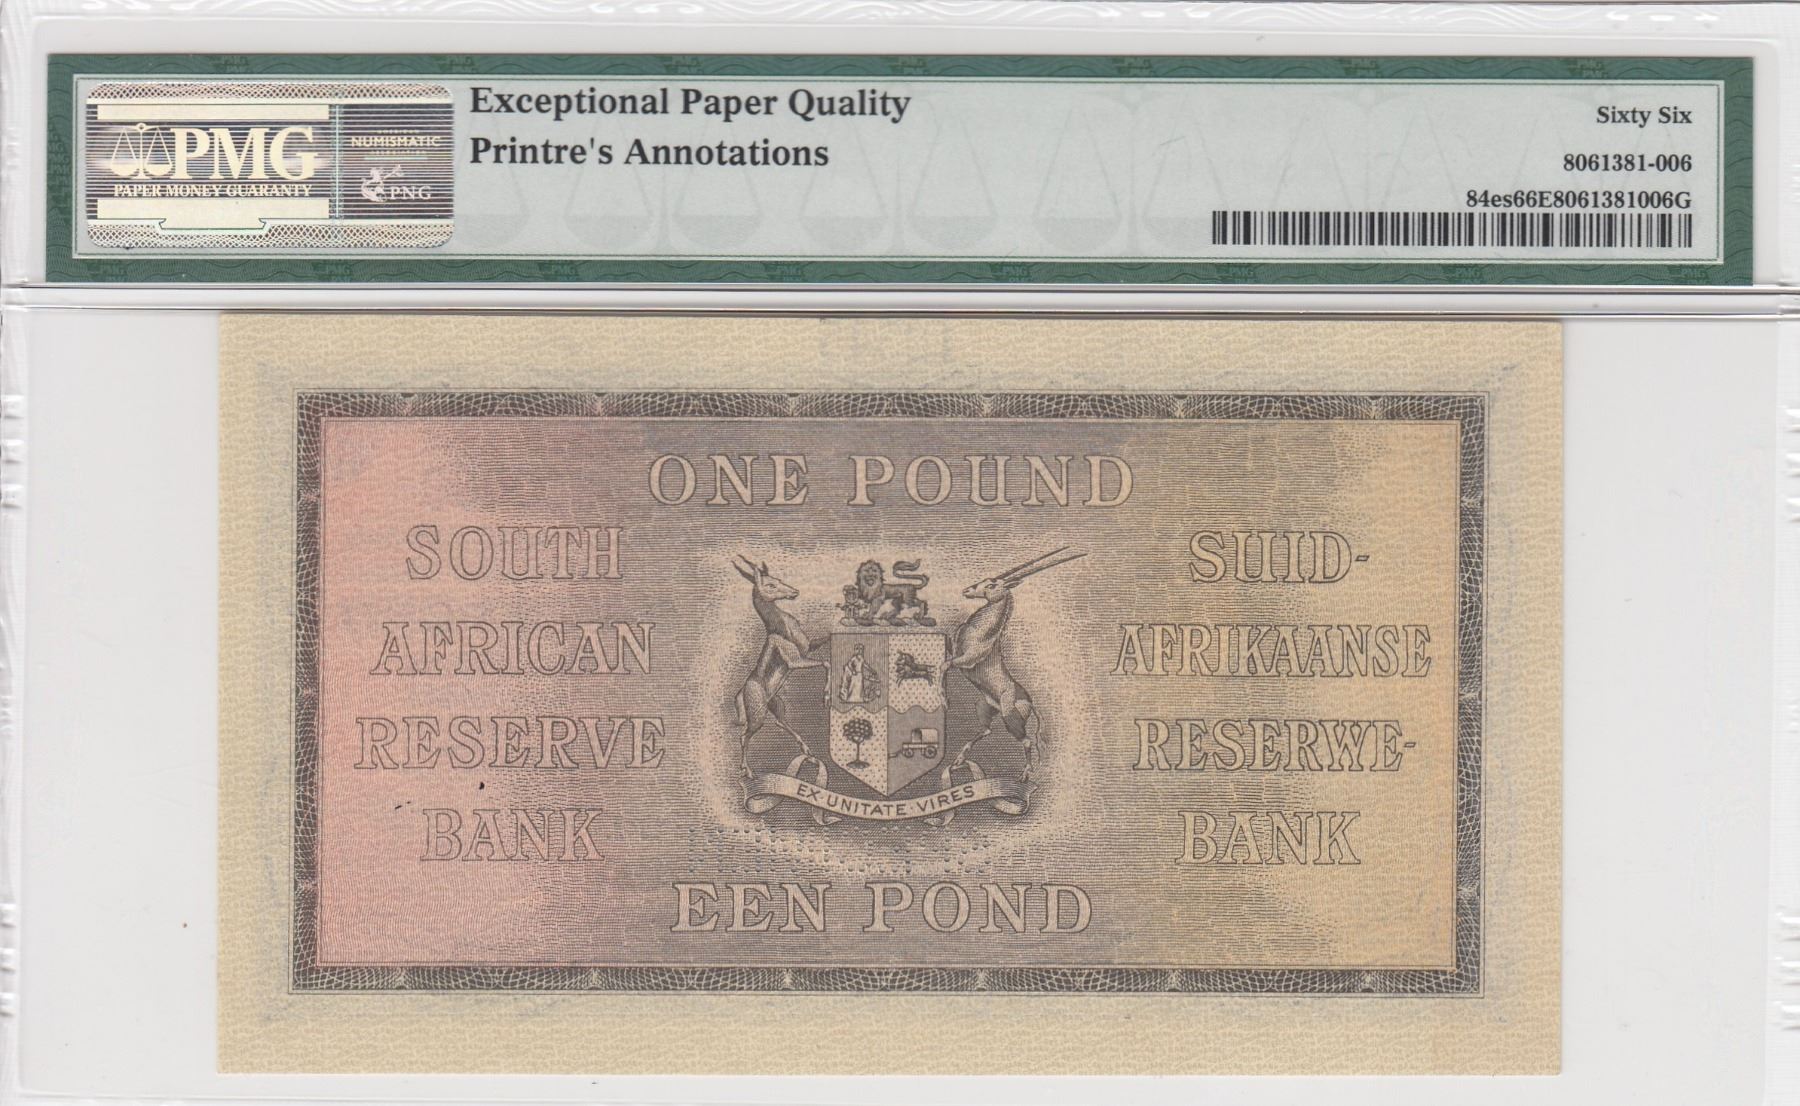 Exceptional Paper Quality
Printre's Annotations
PMG
PAPER MONEY GUARANTY
NUMISMATIC
PNG
Sixty Six
8061381-006
84es66E8061381006G
ONE POUND
SOUTH
AFRICAN
RESERVE
BANK
SUID-
AFRIKAANSE
RESERWE-
BANK
EX·UNITATE·VIRES
EEN POND